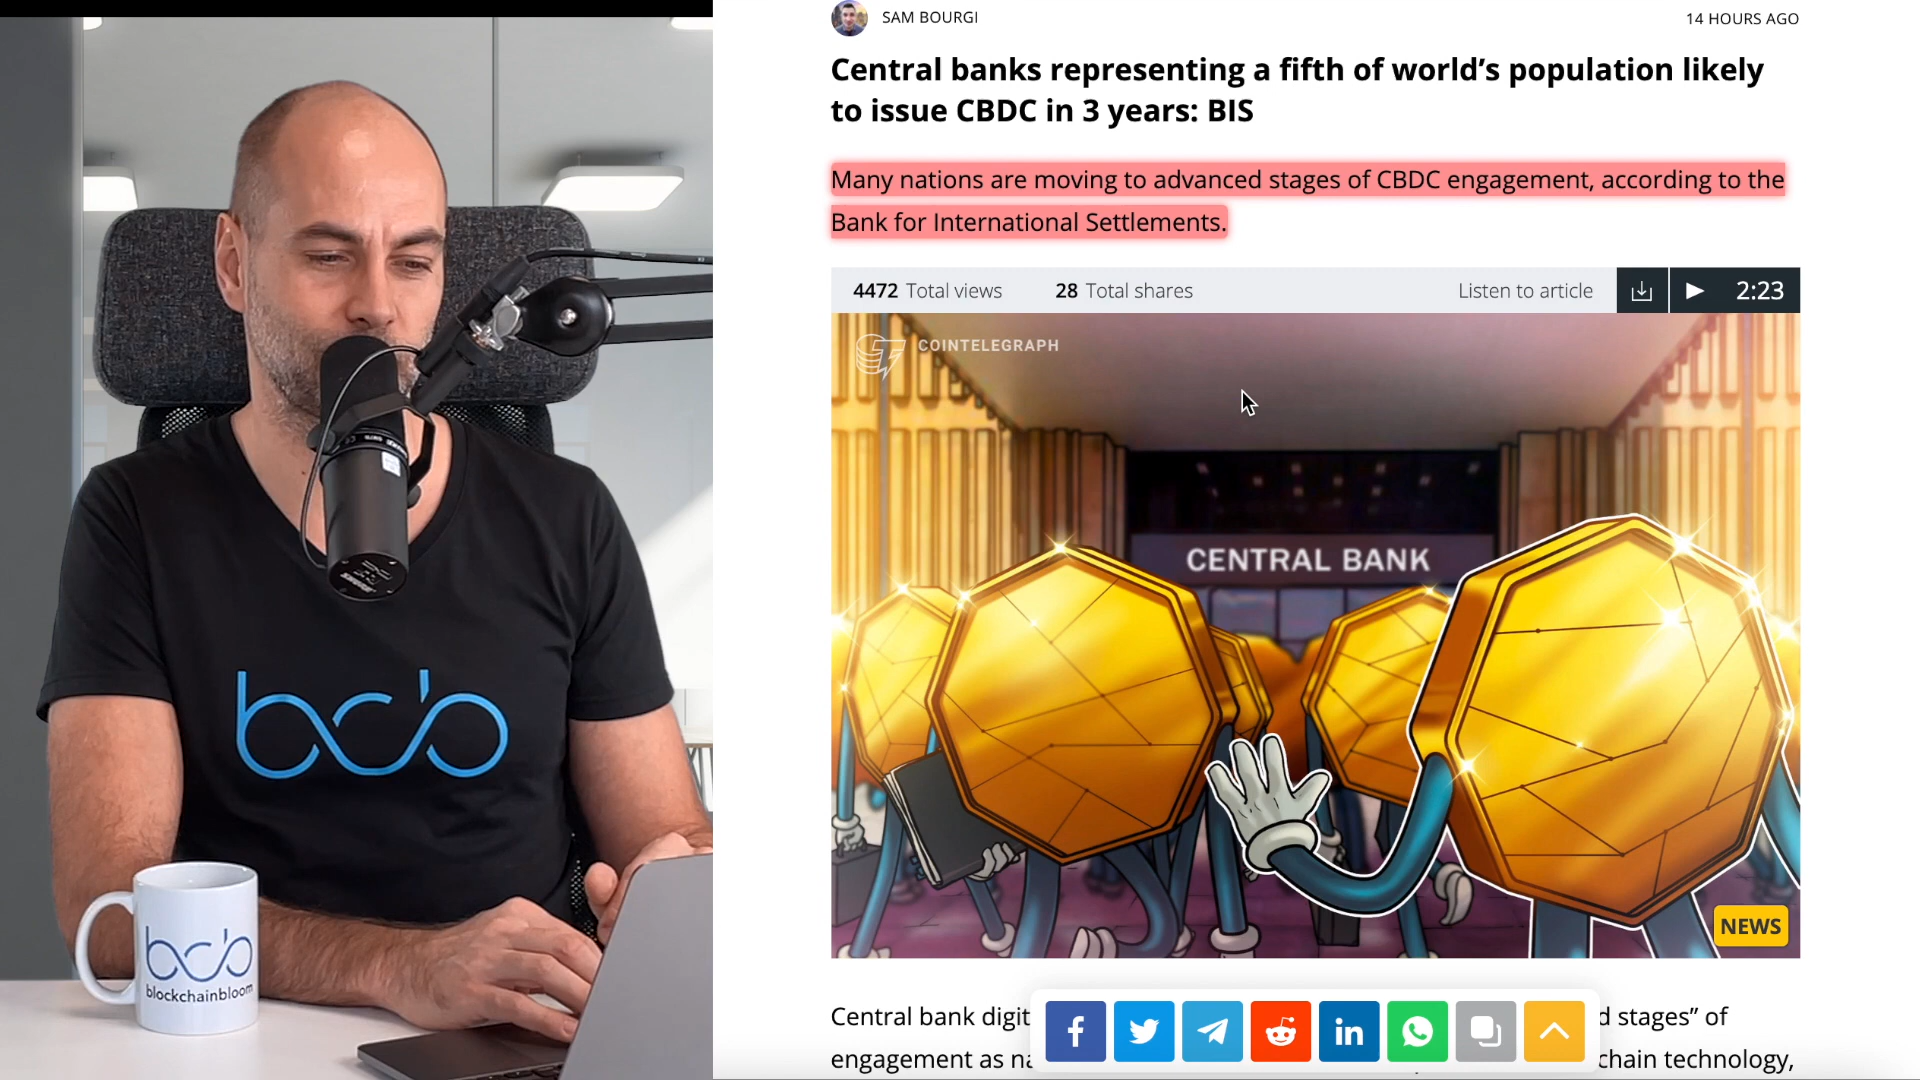 SAM BOURGI
14 HOURS AGO
Central banks representing a fifth of world’s population likely
to issue CBDC in 3 years: BIS
Many nations are moving to advanced stages of CBDC engagement, according to the
Bank for International Settlements.
4472 Total views
28 Total shares
Listen to article
2:23
COINTELEGRAPH
CENTRAL BANK
NEWS
bcb
bcb
blockchainbloom
Central bank digit
d stages” of
engagement as na
chain technology,